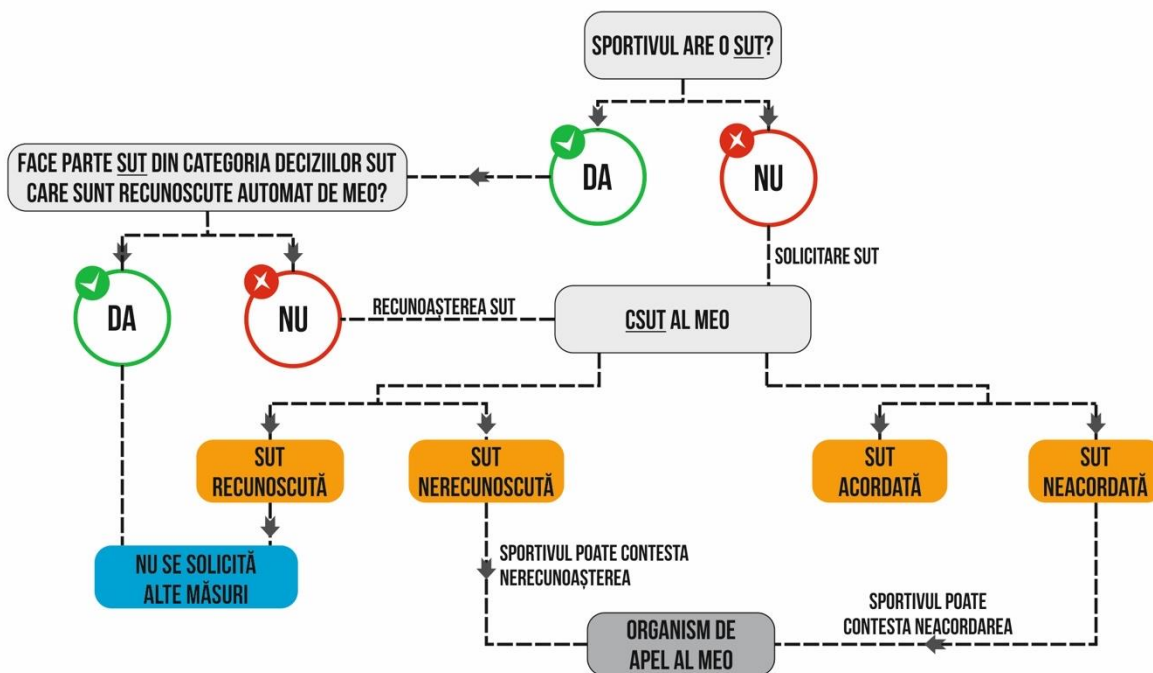 SPORTIVUL ARE O SUT?
DA
NU
FACE PARTE SUT DIN CATEGORIA DECIZIILOR SUT
CARE SUNT RECUNOSCUTE AUTOMAT DE MEO?
SOLICITARE SUT
DA
NU
RECUNOAȘTEREA SUT
CSUT AL MEO
SUT
RECUNOSCUTĂ
SUT
NERECUNOSCUTĂ
SUT
ACORDATĂ
SUT
NEACORDATĂ
NU SE SOLICITĂ
ALTE MĂSURI
SPORTIVUL POATE CONTESTA
NERECUNOAȘTEREA
SPORTIVUL POATE
CONTESTA NEACORDAREA
ORGANISM DE
APEL AL MEO